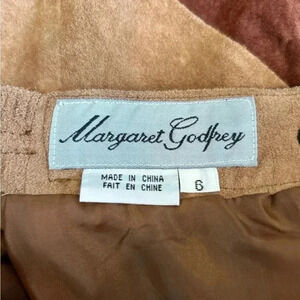 Margaret Godfrey
MADE IN CHINA
FAIT EN CHINE
6